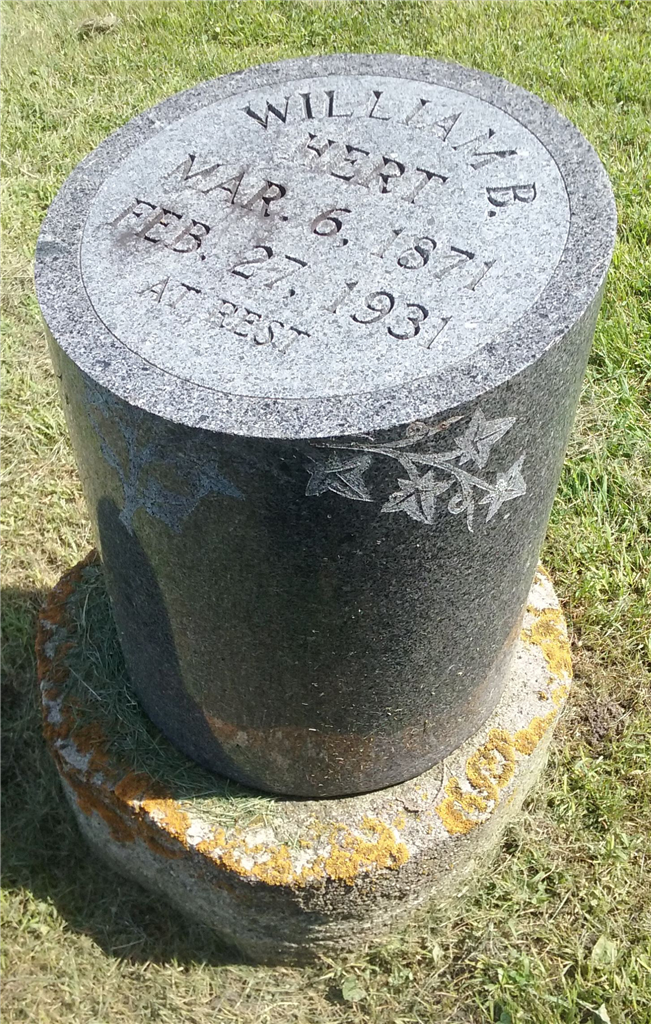 WILLIAM B.
HERT
MAR. 6, 1871
FEB. 27, 1931
AT REST